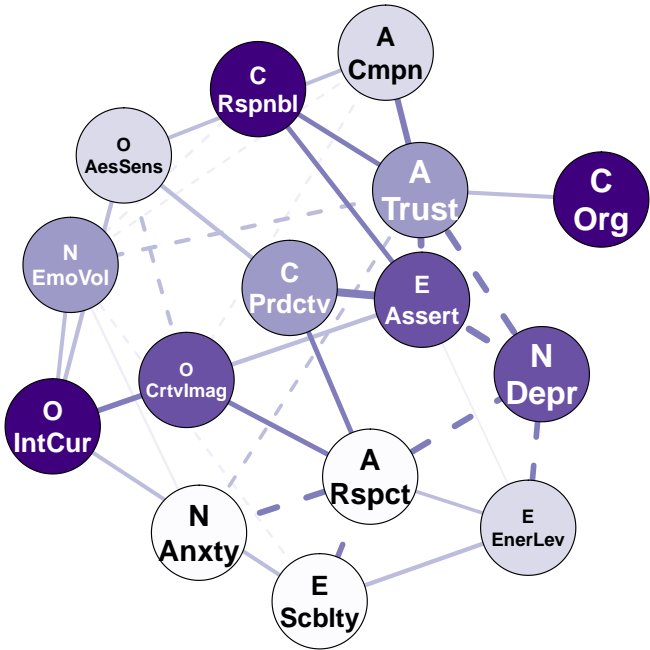 A
Cmpn
C
Rspnbl
O
AesSens
A
Trust
C
Org
N
EmoVol
C
Prdctv
E
Assert
O
CrtvImag
N
Depr
O
IntCur
A
Rspct
N
Anxty
E
EnerLev
E
Scblty